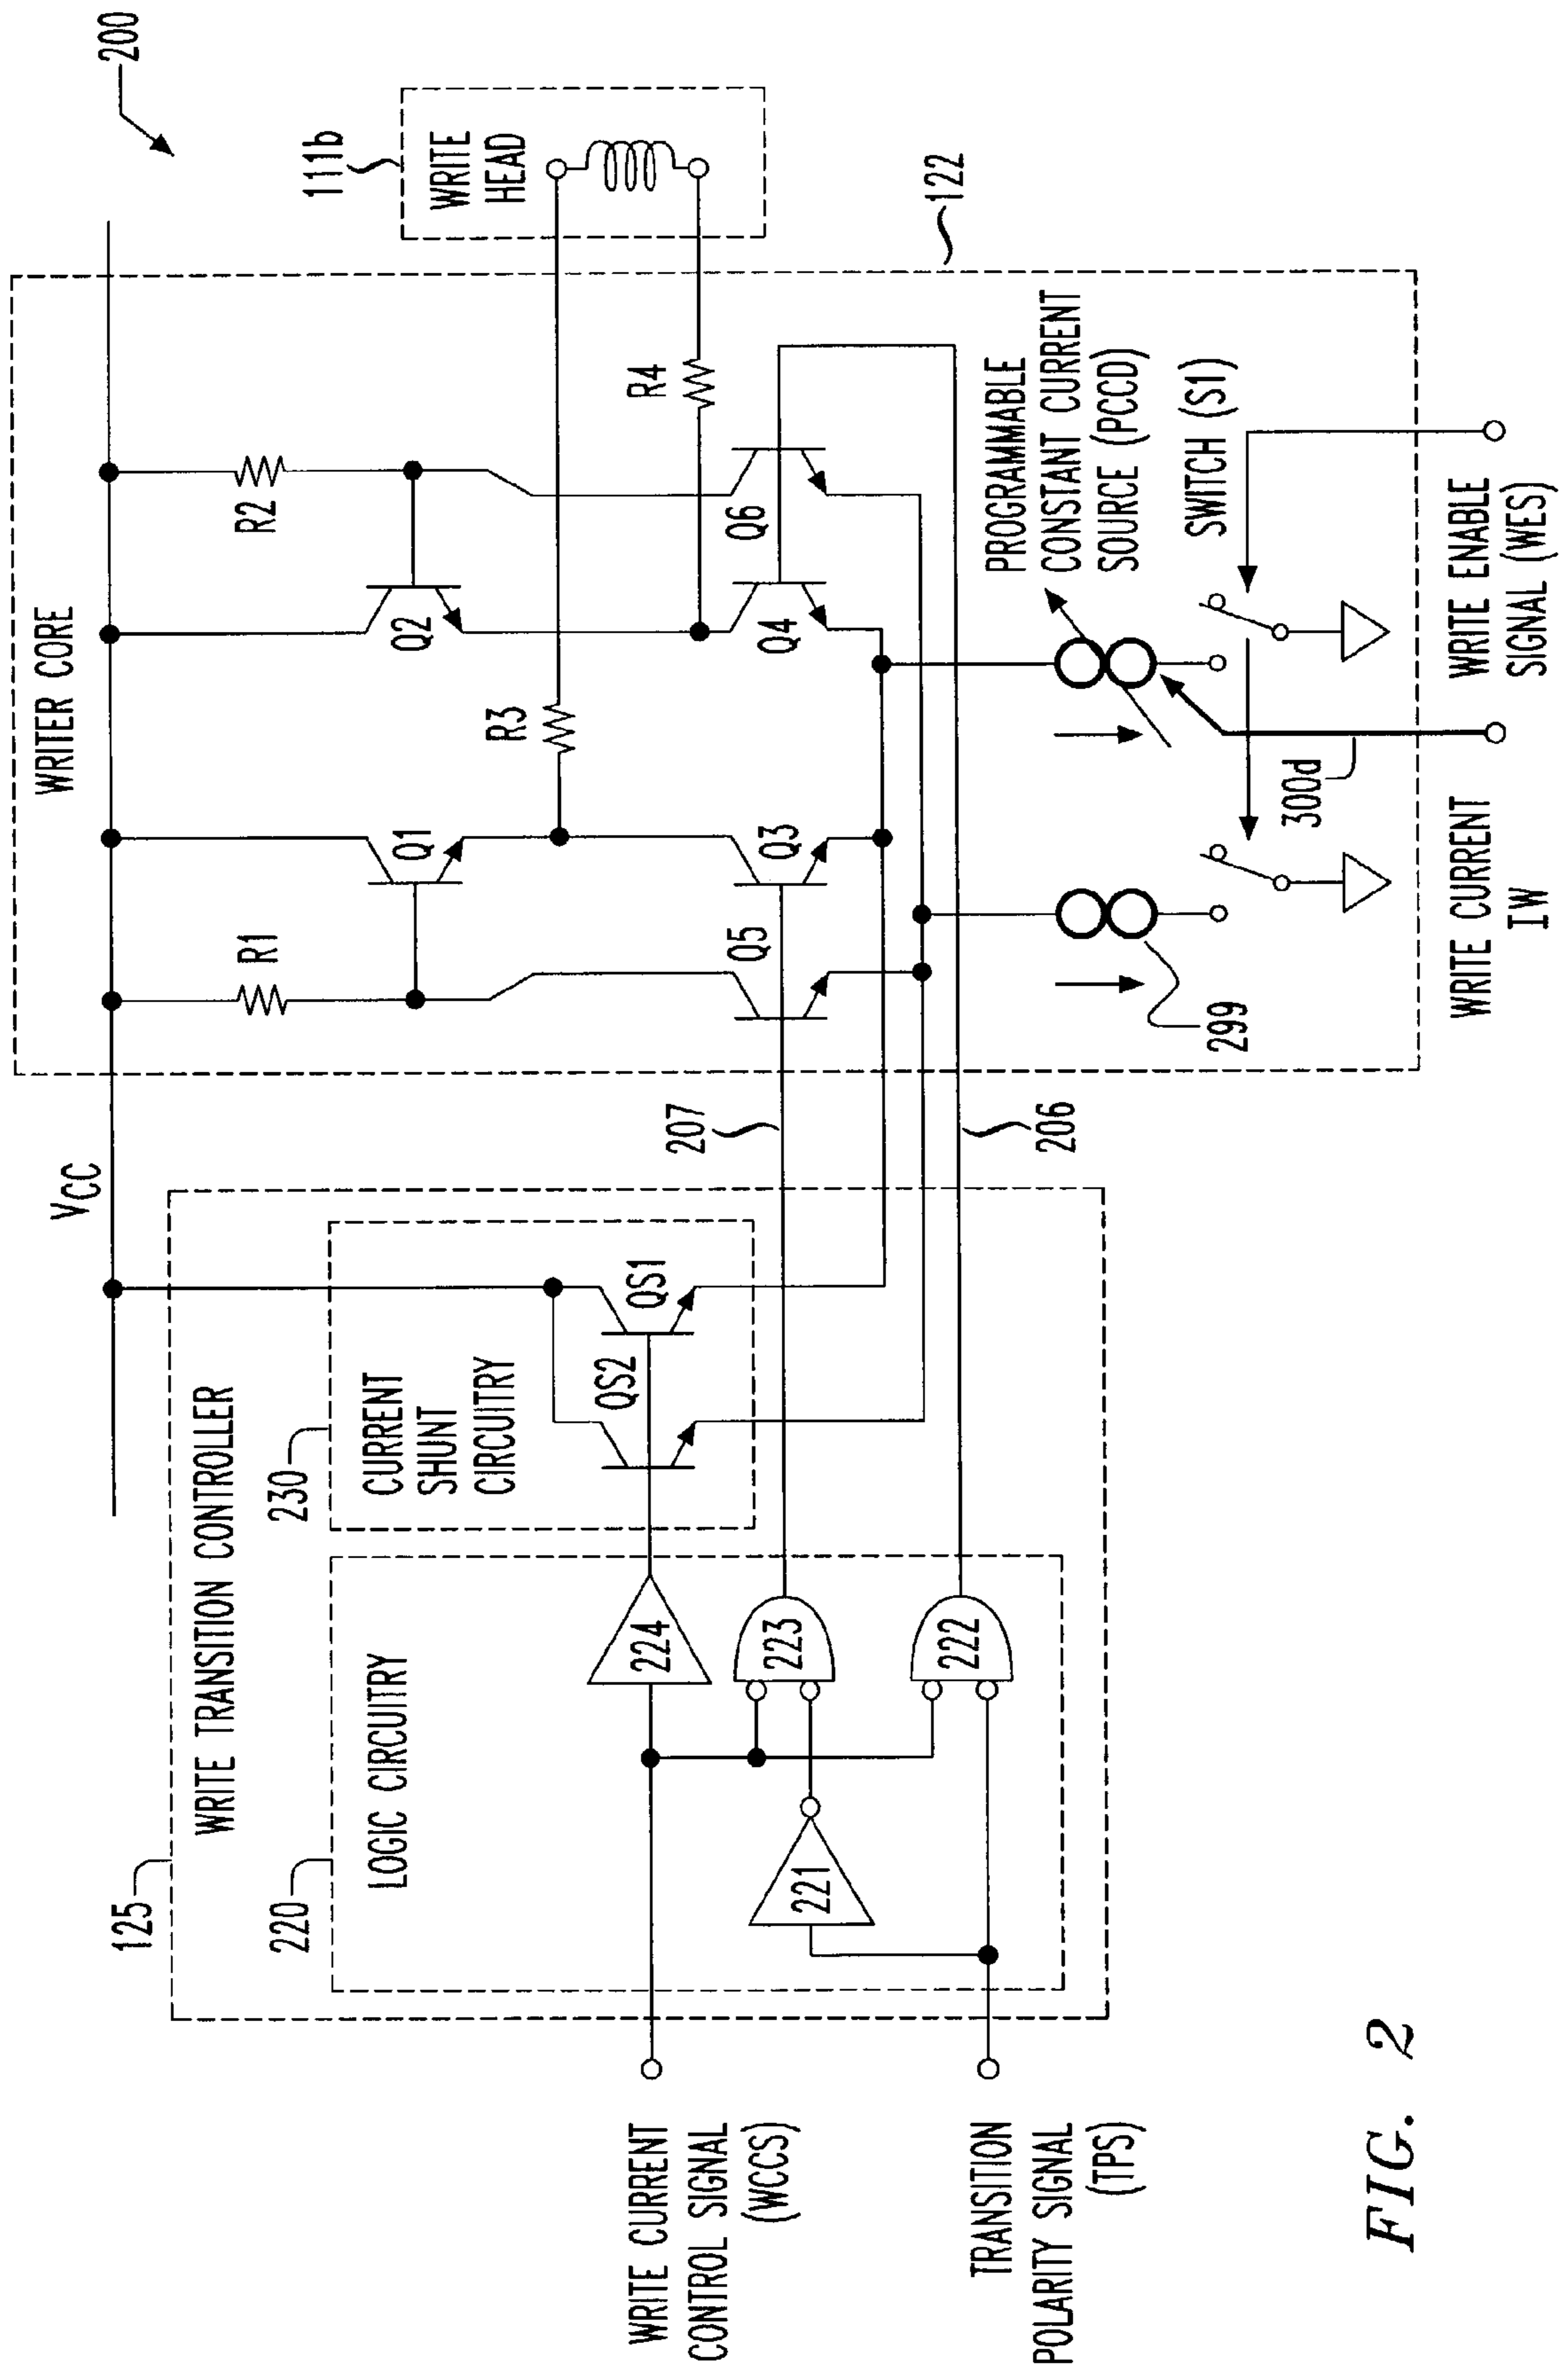 200
WRITER CORE
111b
WRITE
HEAD
VCC
R1
R2
Q1
Q2
R3
R4
122
125
WRITE TRANSITION CONTROLLER
230
CURRENT
SHUNT
CIRCUITRY
QS2
QS1
207
Q5
Q3
Q4
Q6
220
LOGIC CIRCUITRY
224
223
222
221
206
PROGRAMMABLE
CONSTANT CURRENT
SOURCE (PCCD)
299
300d
SWITCH (S1)
WRITE CURRENT
CONTROL SIGNAL
(WCCS)
TRANSITION
POLARITY SIGNAL
(TPS)
WRITE CURRENT
IW
WRITE ENABLE
SIGNAL (WES)
FIG. 2